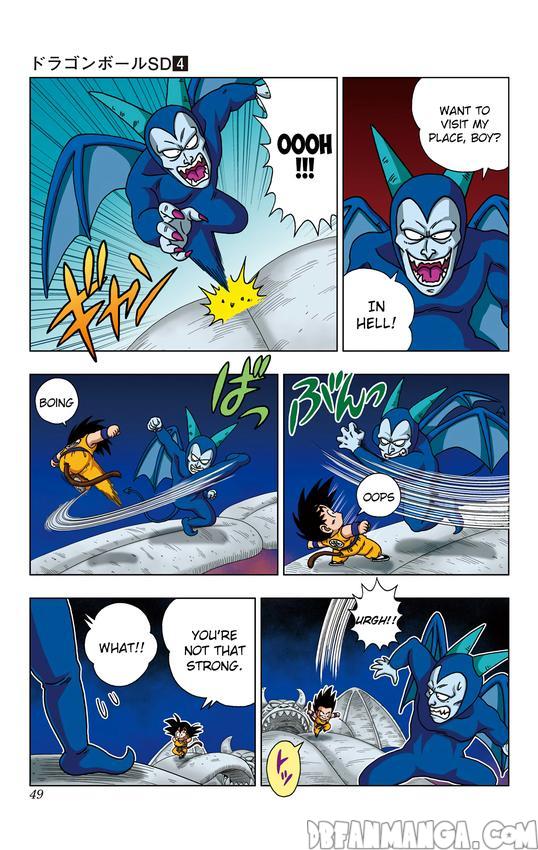 ドラゴンボールSD4
WANT TO
VISIT MY
PLACE, BOY?
IN
HELL!
OOOH
!!!
ギャン
ぶんっ
OOPS
ばっ
BOING
URGH!!
トッ
YOU'RE
NOT THAT
STRONG.
WHAT!!
49
DBFANMANGA.COM